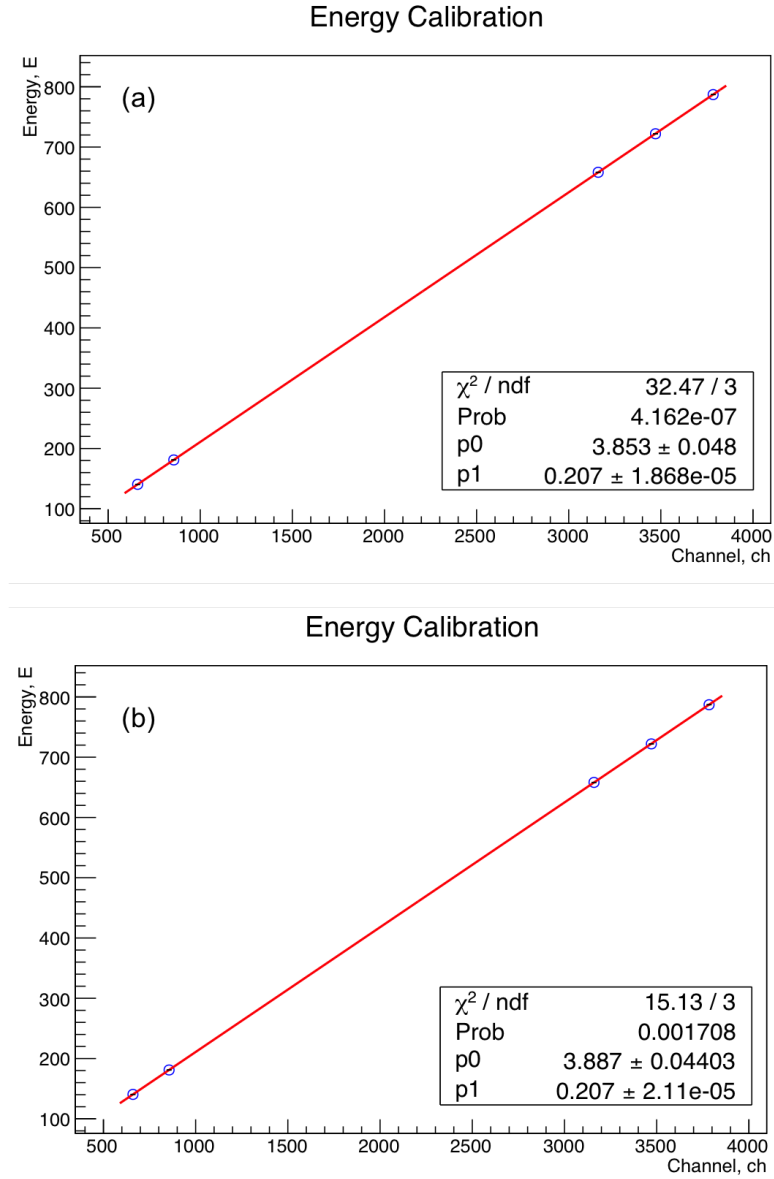 Energy Calibration
Energy, E
(a)
800
700
600
500
400
300
200
100
χ² / ndf 32.47 / 3
Prob 4.162e-07
p0 3.853 ± 0.048
p1 0.207 ± 1.868e-05
500 1000 1500 2000 2500 3000 3500 4000
Channel, ch
Energy Calibration
Energy, E
(b)
800
700
600
500
400
300
200
100
χ² / ndf 15.13 / 3
Prob 0.001708
p0 3.887 ± 0.04403
p1 0.207 ± 2.11e-05
500 1000 1500 2000 2500 3000 3500 4000
Channel, ch